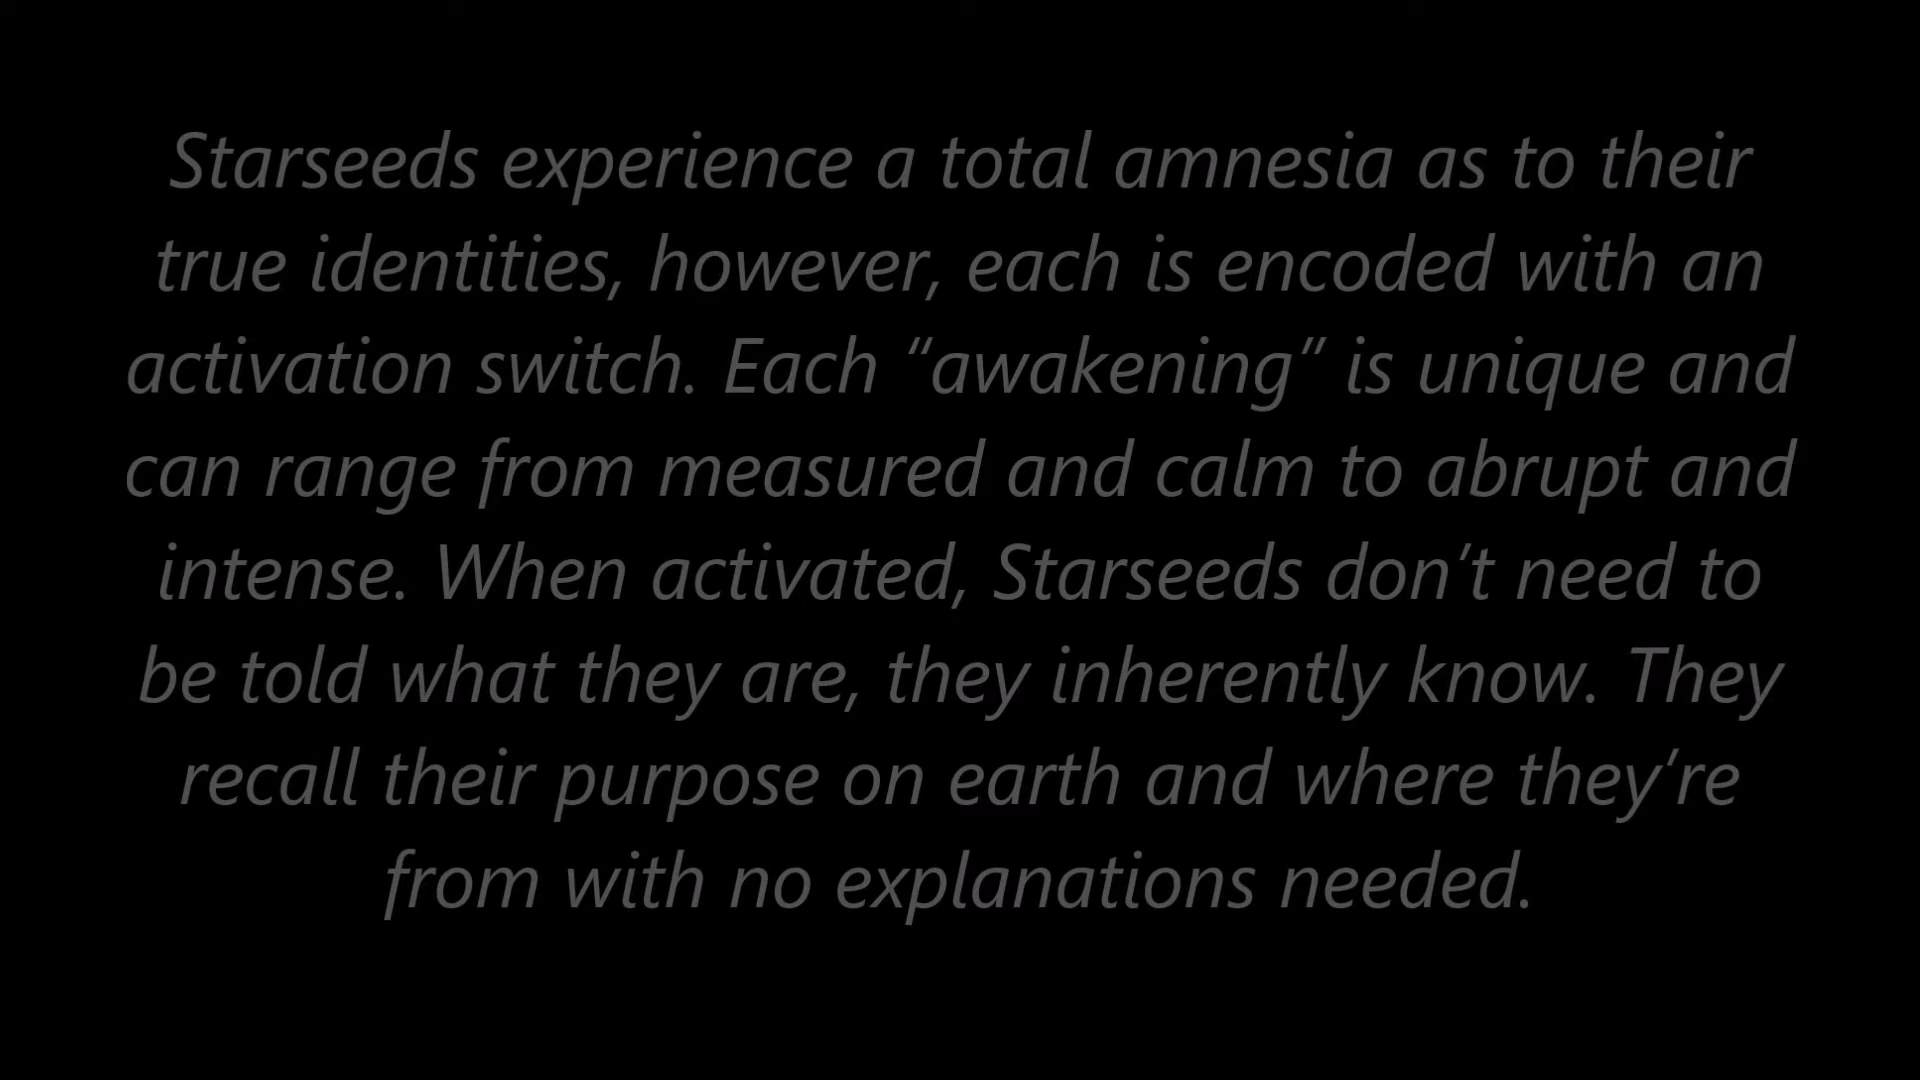 Starseeds experience a total amnesia as to their
true identities, however, each is encoded with an
activation switch. Each “awakening” is unique and
can range from measured and calm to abrupt and
intense. When activated, Starseeds don’t need to
be told what they are, they inherently know. They
recall their purpose on earth and where they’re
from with no explanations needed.